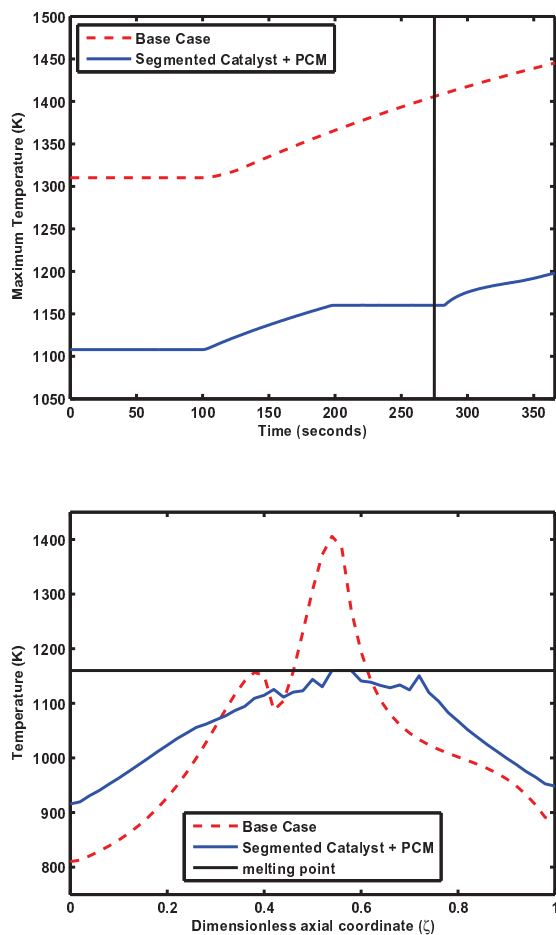 1500
1450
1400
1350
1300
1250
1200
1150
1100
1050
Maximum Temperature (K)
Base Case
Segmented Catalyst + PCM
0 50 100 150 200 250 300 350
Time (seconds)
1400
1300
1200
1100
1000
900
800
Temperature (K)
Base Case
Segmented Catalyst + PCM
melting point
0 0.2 0.4 0.6 0.8 1
Dimensionless axial coordinate (ζ)